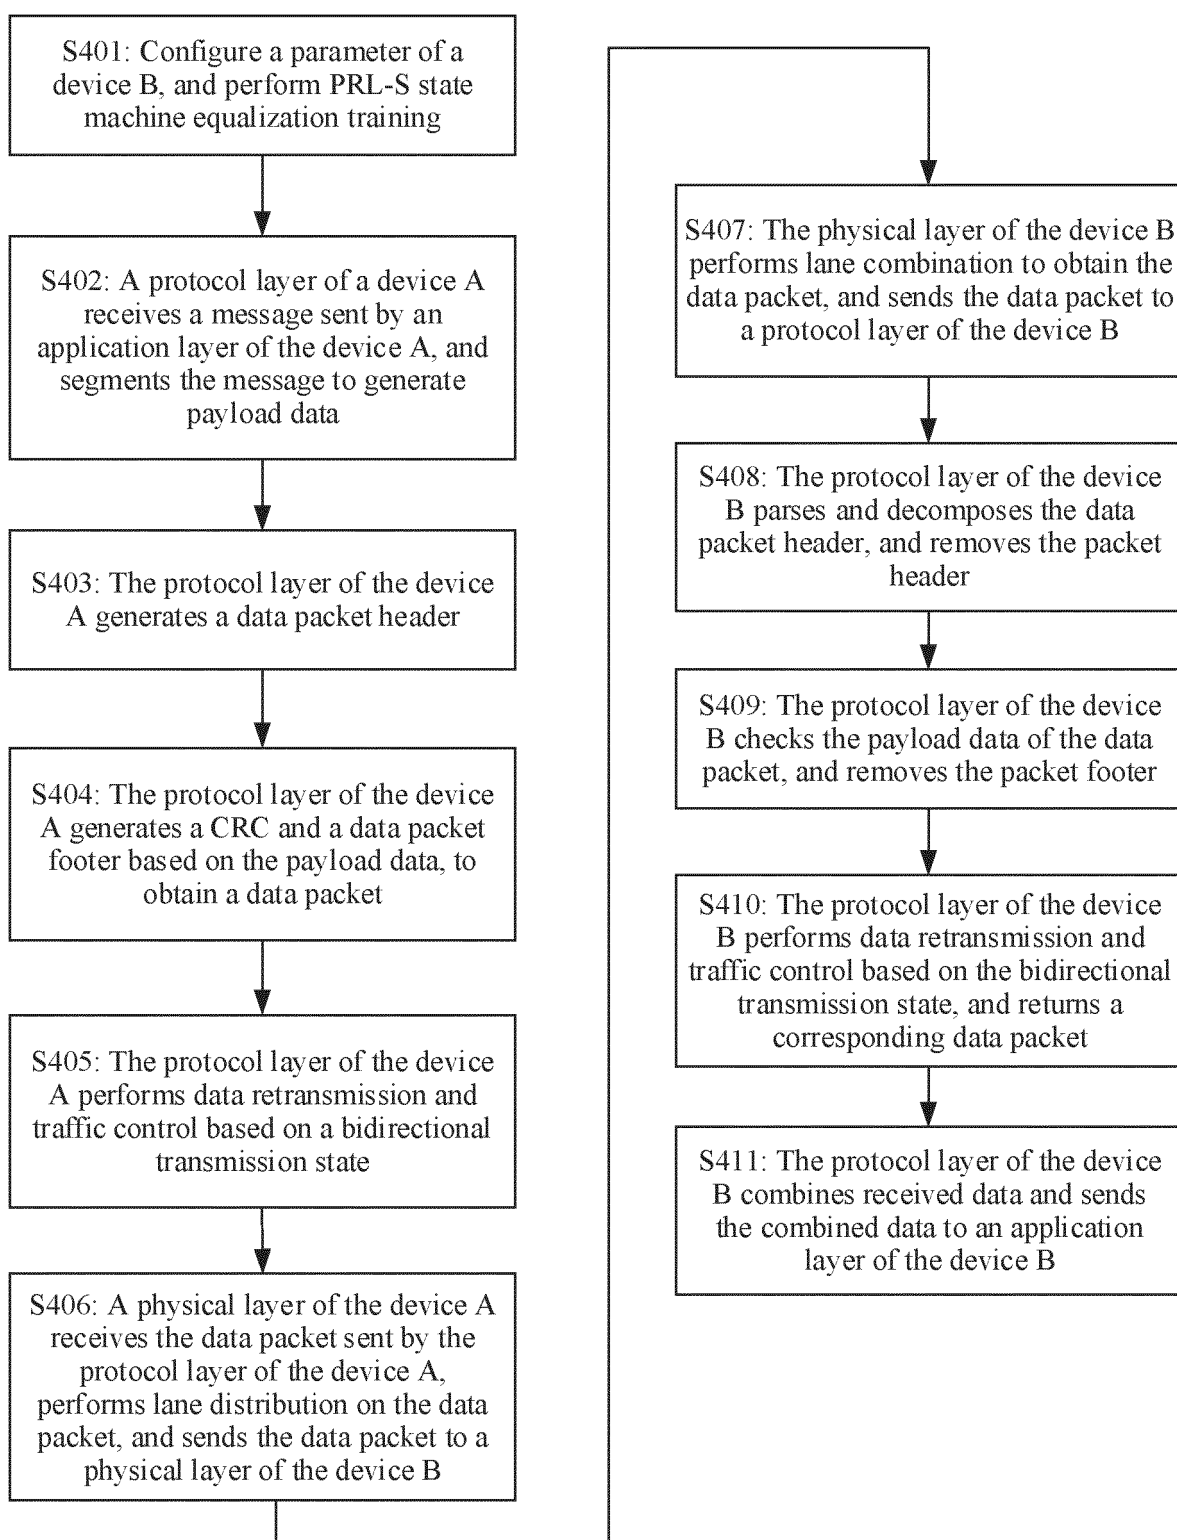 S401: Configure a parameter of a
device B, and perform PRL-S state
machine equalization training
S402: A protocol layer of a device A
receives a message sent by an
application layer of the device A, and
segments the message to generate
payload data
S403: The protocol layer of the device
A generates a data packet header
S404: The protocol layer of the device
A generates a CRC and a data packet
footer based on the payload data, to
obtain a data packet
S405: The protocol layer of the device
A performs data retransmission and
traffic control based on a bidirectional
transmission state
S406: A physical layer of the device A
receives the data packet sent by the
protocol layer of the device A,
performs lane distribution on the data
packet, and sends the data packet to a
physical layer of the device B
S407: The physical layer of the device B
performs lane combination to obtain the
data packet, and sends the data packet to
a protocol layer of the device B
S408: The protocol layer of the device
B parses and decomposes the data
packet header, and removes the packet
header
S409: The protocol layer of the device
B checks the payload data of the data
packet, and removes the packet footer
S410: The protocol layer of the device
B performs data retransmission and
traffic control based on the bidirectional
transmission state, and returns a
corresponding data packet
S411: The protocol layer of the device
B combines received data and sends
the combined data to an application
layer of the device B